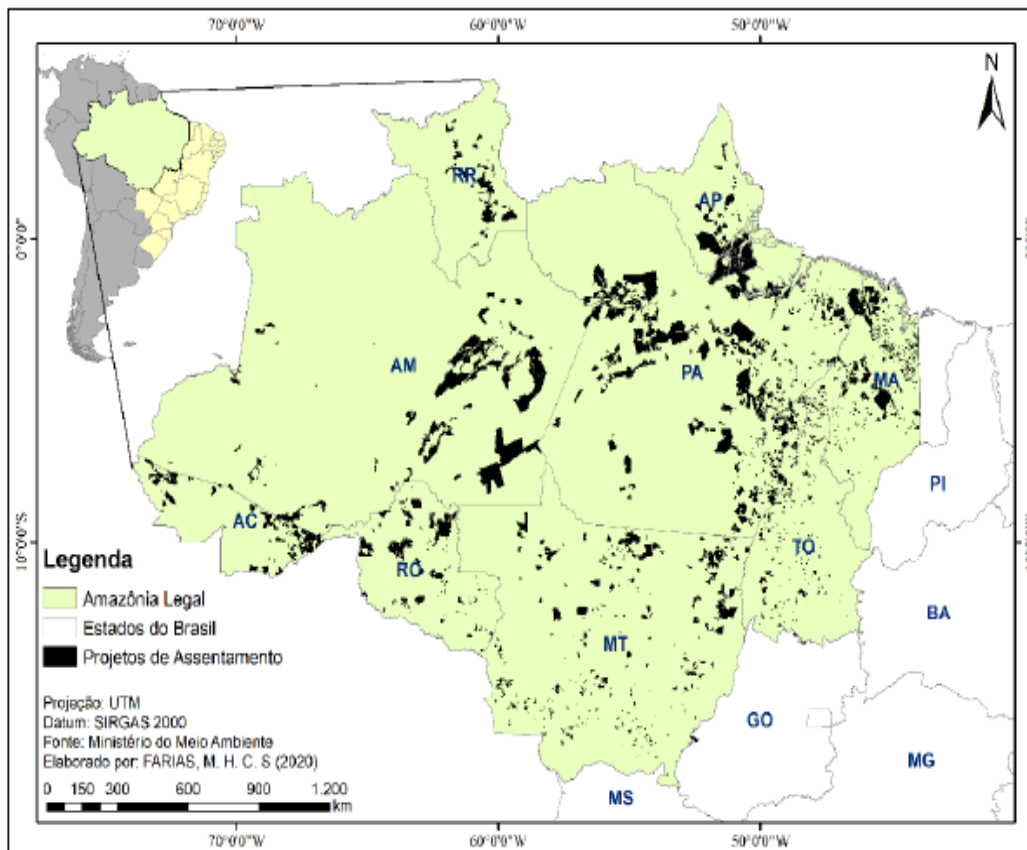 70°0'0"W 60°0'0"W 50°0'0"W
N
RR
AP
0°0'0"
AM
PA
MA
PI
AC
10°0'0"S
RO
TO
BA
MT
GO
MG
MS
Legenda
Amazônia Legal
Estados do Brasil
Projetos de Assentamento
Projeção: UTM
Datum: SIRGAS 2000
Fonte: Ministério do Meio Ambiente
Elaborado por: FARIAS, M. H. C. S (2020)
0 150 300 600 900 1.200
km
70°0'0"W 60°0'0"W 50°0'0"W